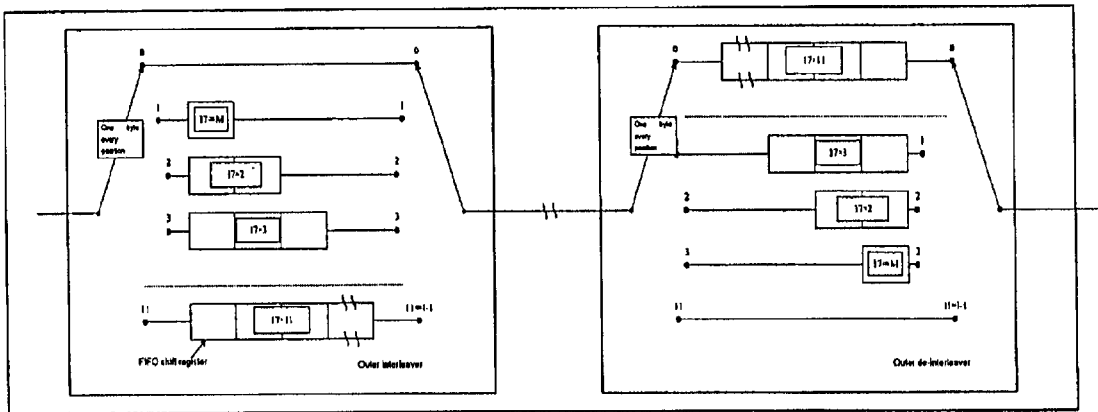 0
0
One byte every position
1
17=M
1
2
17×2
2
3
17×3
3
11
17×11
11=I-1
FIFO shift register
Outer interleaver
0
17×11
8
One byte every position
17×3
1
2
17×2
2
3
17=M
3
11
11=I-1
Outer de-interleaver